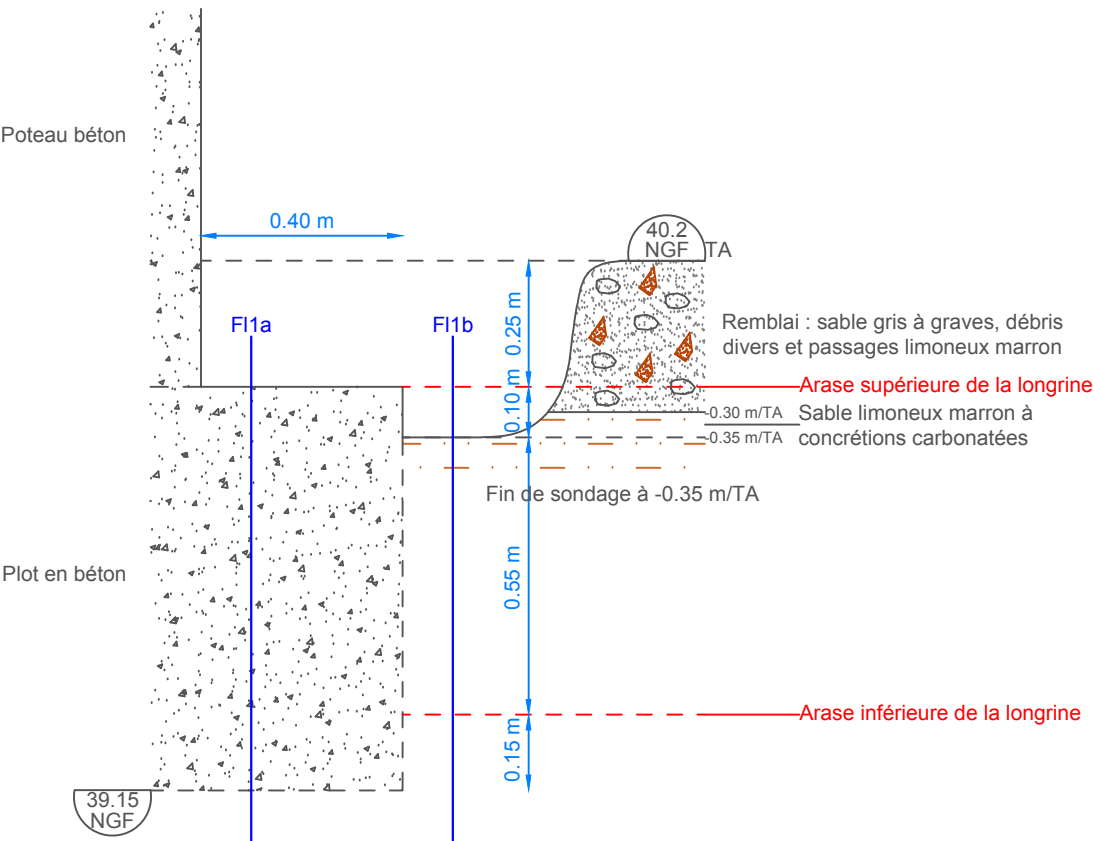 Poteau béton
0.40 m
40.2
NGF
TA
0.25 m
Fl1a
Fl1b
Remblai : sable gris à graves, débris
divers et passages limoneux marron
Arase supérieure de la longrine
0.10 m
-0.30 m/TA
Sable limoneux marron à
-0.35 m/TA
concrétions carbonatées
Fin de sondage à -0.35 m/TA
0.55 m
Plot en béton
Arase inférieure de la longrine
0.15 m
39.15
NGF